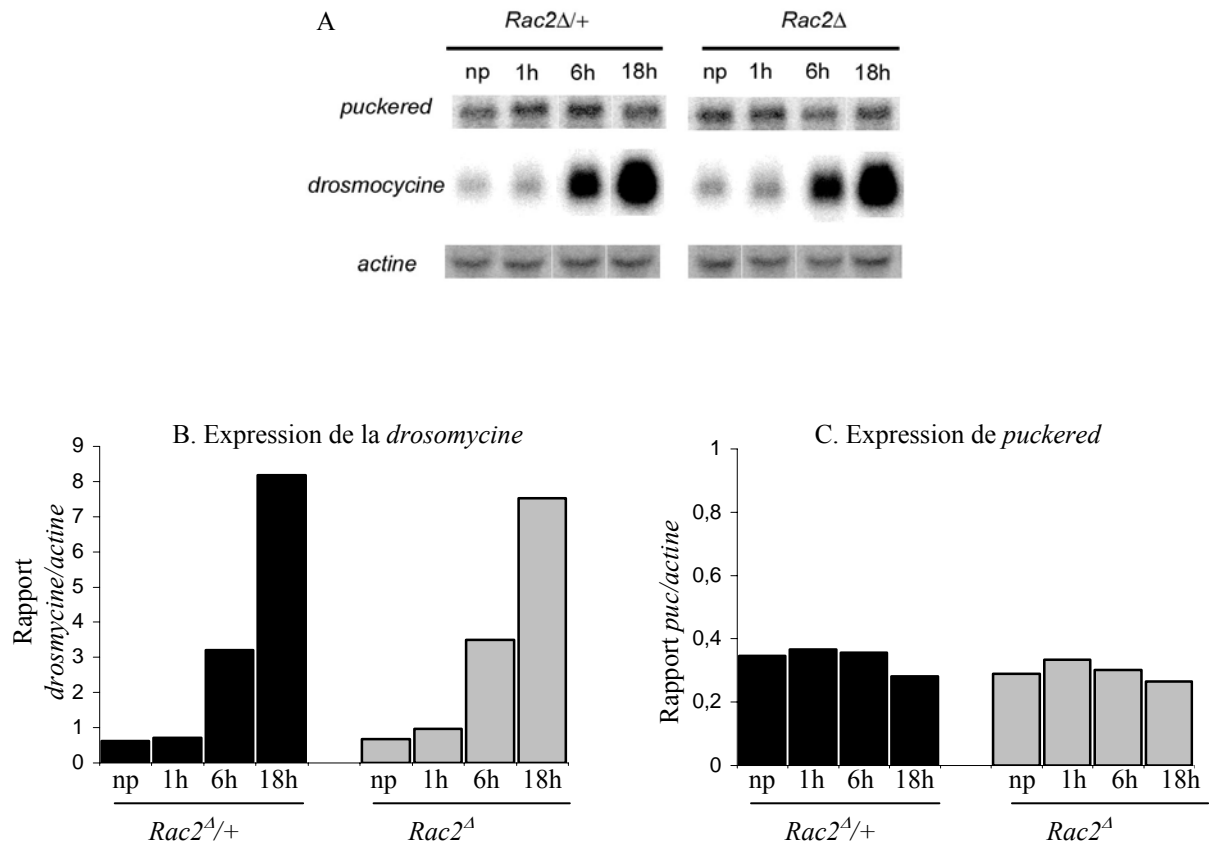 A
Rac2Δ/+ Rac2Δ
np 1h 6h 18h np 1h 6h 18h
puckered
drosmocycine
actine
B. Expression de la drosomycine
9
8
7
6
5
4
3
2
1
0
Rapport
drosmycine/actine
np 1h 6h 18h np 1h 6h 18h
Rac2Δ/+ Rac2Δ
C. Expression de puckered
1
0,8
0,6
0,4
0,2
0
Rapport puc/actine
np 1h 6h 18h np 1h 6h 18h
Rac2Δ/+ Rac2Δ